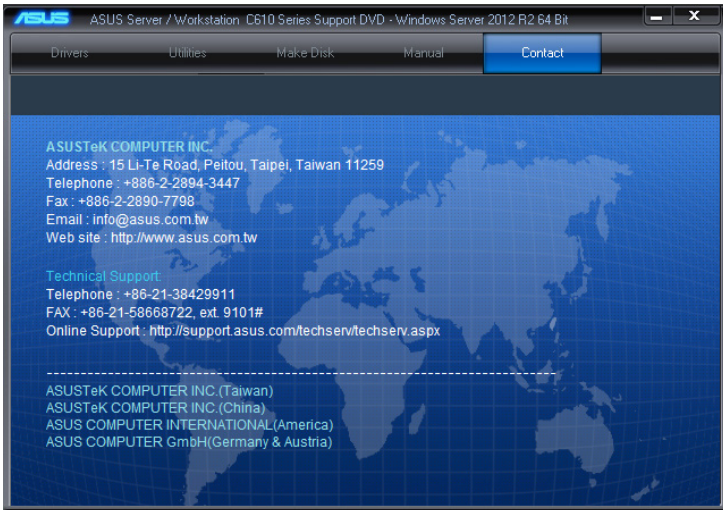 ASUS ASUS Server / Workstation C610 Series Support DVD - Windows Server 2012 R2 64 Bit
Drivers Utilities Make Disk Manual Contact
ASUSTeK COMPUTER INC.
Address : 15 Li-Te Road, Peitou, Taipei, Taiwan 11259
Telephone : +886-2-2894-3447
Fax : +886-2-2890-7798
Email : info@asus.com.tw
Web site : http://www.asus.com.tw
Technical Support:
Telephone : +86-21-38429911
FAX : +86-21-58668722, ext. 9101#
Online Support : http://support.asus.com/techserv/techserv.aspx
ASUSTeK COMPUTER INC.(Taiwan)
ASUSTeK COMPUTER INC.(China)
ASUS COMPUTER INTERNATIONAL(America)
ASUS COMPUTER GmbH(Germany & Austria)